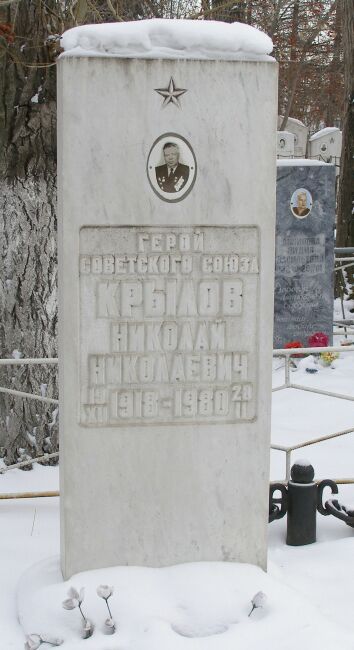 ГЕРОЙ
СОВЕТСКОГО СОЮЗА
КРЫЛОВ
НИКОЛАЙ
НИКОЛАЕВИЧ
19 XII 1918-1980 28 II